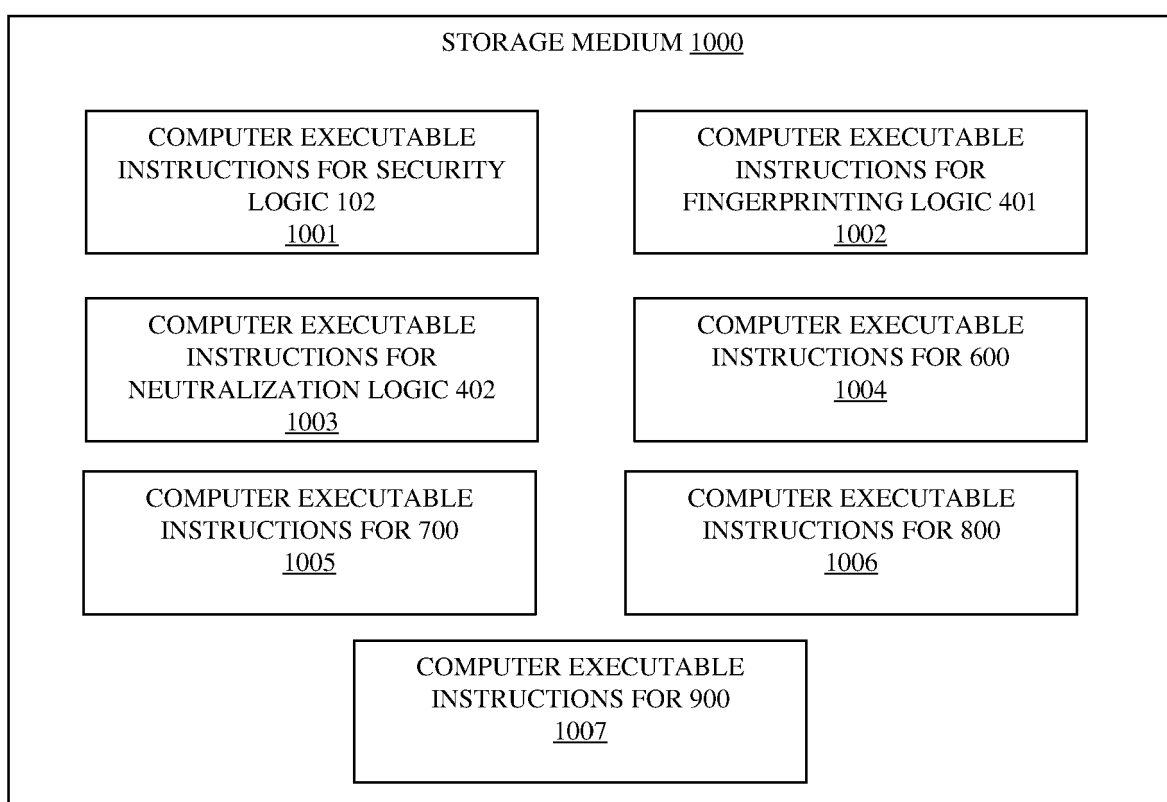 STORAGE MEDIUM 1000
COMPUTER EXECUTABLE
INSTRUCTIONS FOR SECURITY
LOGIC 102
1001
COMPUTER EXECUTABLE
INSTRUCTIONS FOR
FINGERPRINTING LOGIC 401
1002
COMPUTER EXECUTABLE
INSTRUCTIONS FOR
NEUTRALIZATION LOGIC 402
1003
COMPUTER EXECUTABLE
INSTRUCTIONS FOR 600
1004
COMPUTER EXECUTABLE
INSTRUCTIONS FOR 700
1005
COMPUTER EXECUTABLE
INSTRUCTIONS FOR 800
1006
COMPUTER EXECUTABLE
INSTRUCTIONS FOR 900
1007